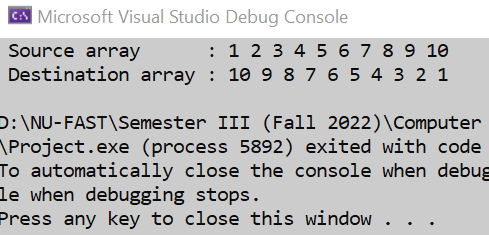 Microsoft Visual Studio Debug Console
Source array : 1 2 3 4 5 6 7 8 9 10
Destination array : 10 9 8 7 6 5 4 3 2 1
D:\NU-FAST\Semester III (Fall 2022)\Computer
\Project.exe (process 5892) exited with code
To automatically close the console when debug
le when debugging stops.
Press any key to close this window . . .